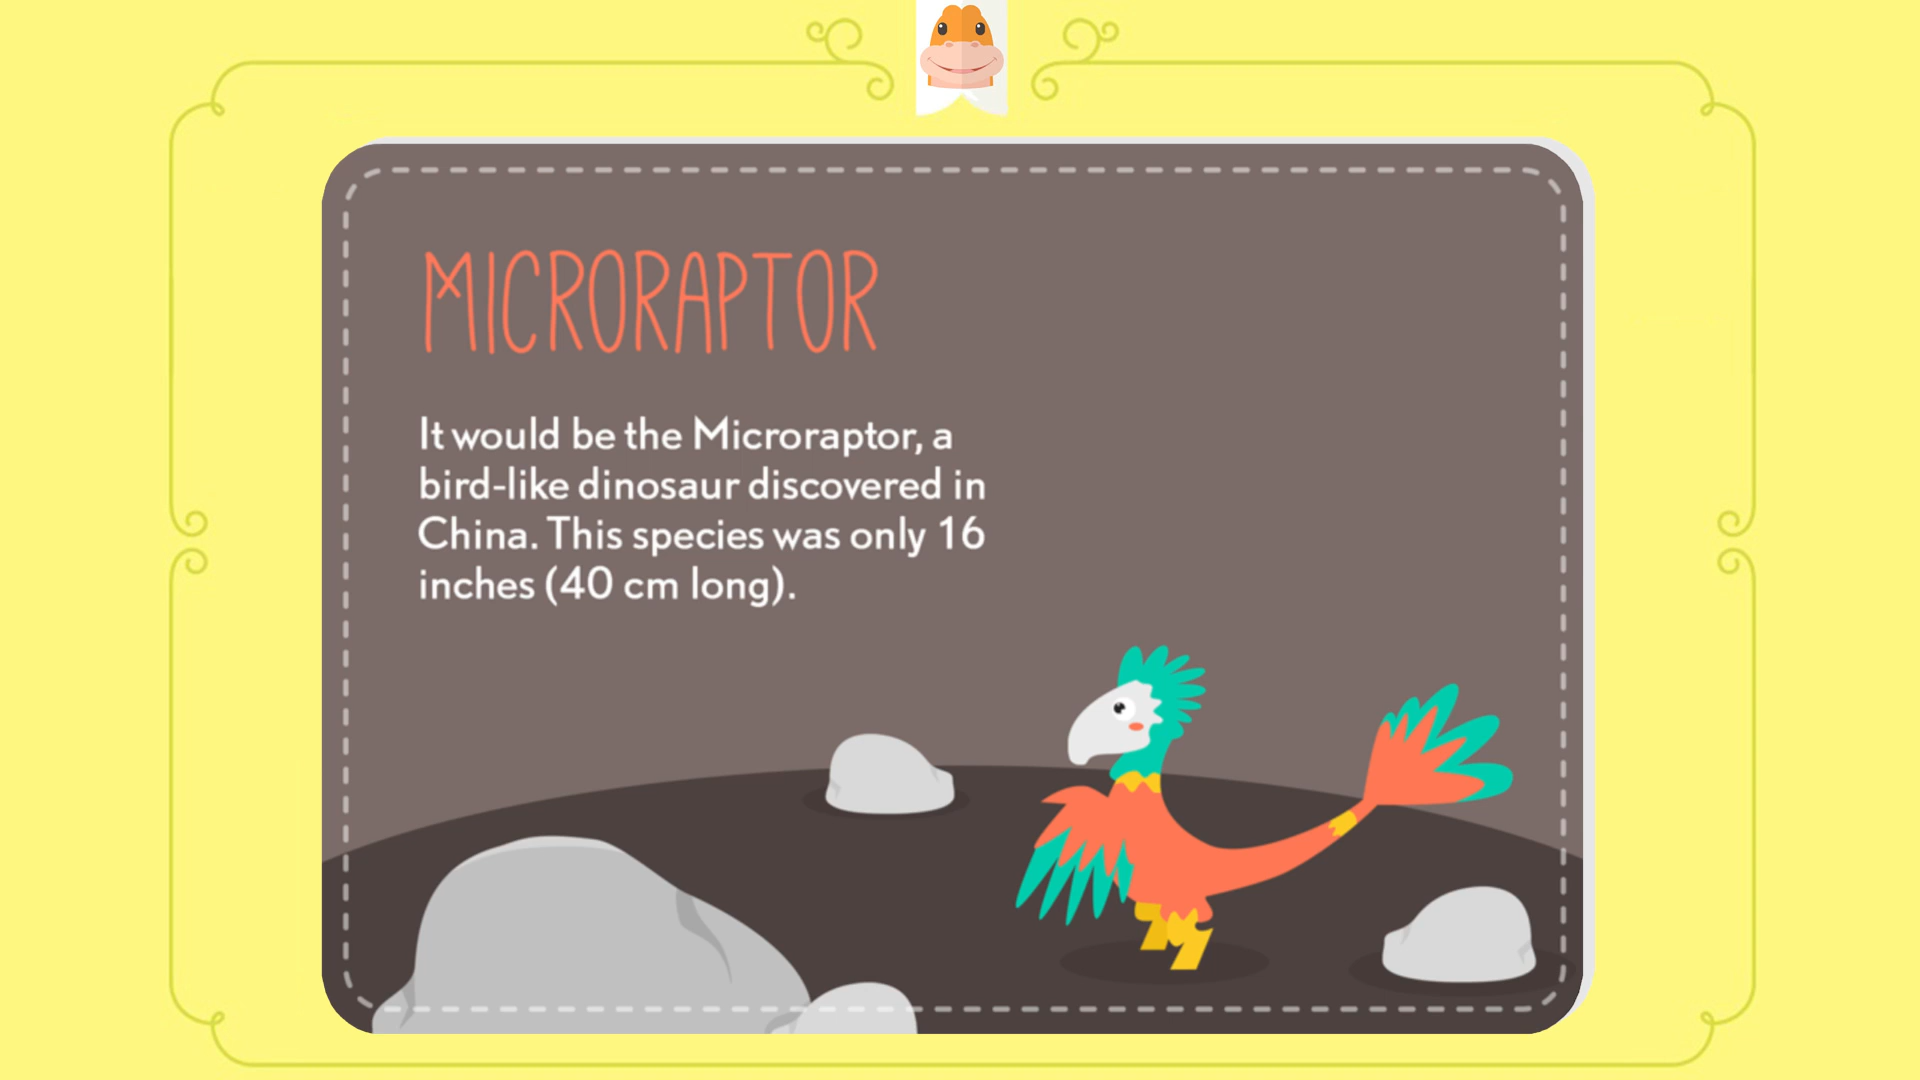 MICRORAPTOR
It would be the Microraptor, a
bird-like dinosaur discovered in
China. This species was only 16
inches (40 cm long).